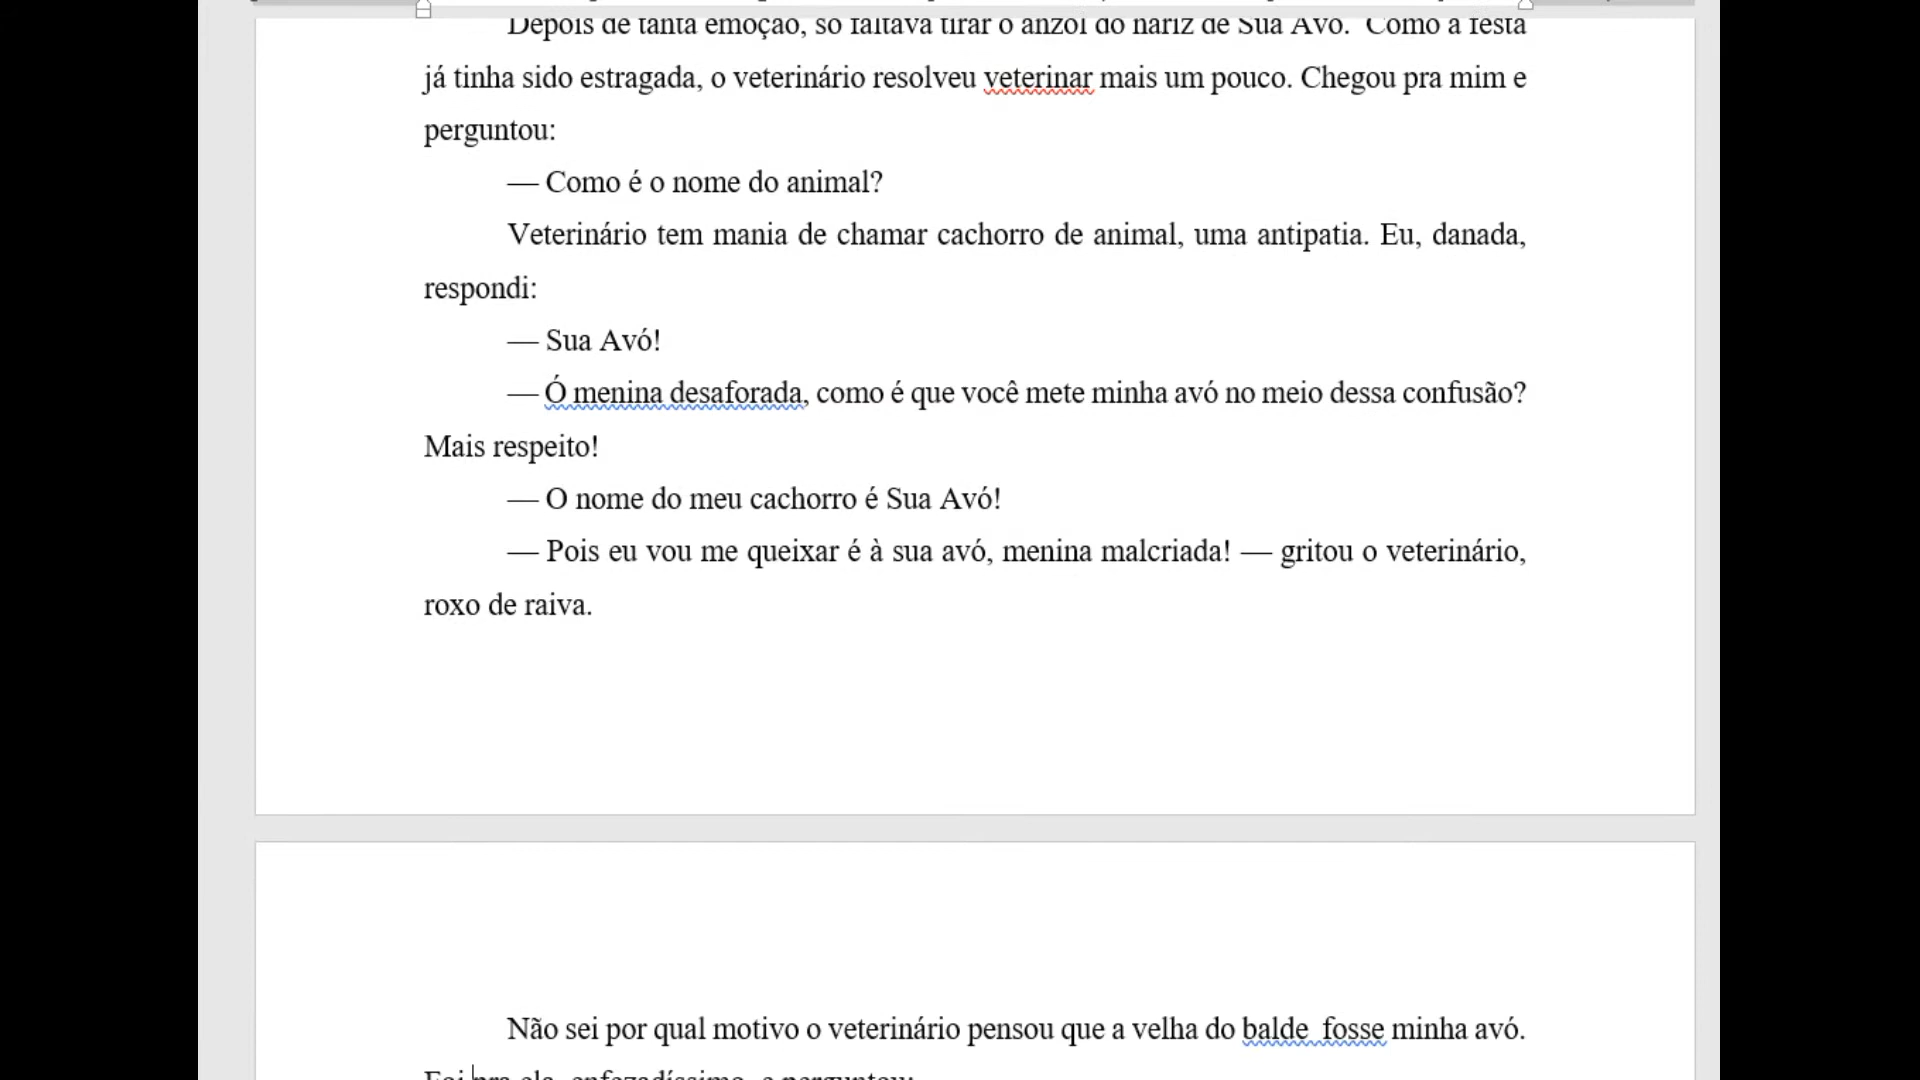 Depois de tanta emoção, só faltava tirar o anzol do nariz de Sua Avó.  Como a festa
já tinha sido estragada, o veterinário resolveu veterinar mais um pouco. Chegou pra mim e
perguntou:
— Como é o nome do animal?
Veterinário tem mania de chamar cachorro de animal, uma antipatia. Eu, danada,
respondi:
— Sua Avó!
— Ó menina desaforada, como é que você mete minha avó no meio dessa confusão?
Mais respeito!
— O nome do meu cachorro é Sua Avó!
— Pois eu vou me queixar é à sua avó, menina malcriada! — gritou o veterinário,
roxo de raiva.
Não sei por qual motivo o veterinário pensou que a velha do balde  fosse minha avó.
Foi pra ela, enfezadíssimo, e perguntou: